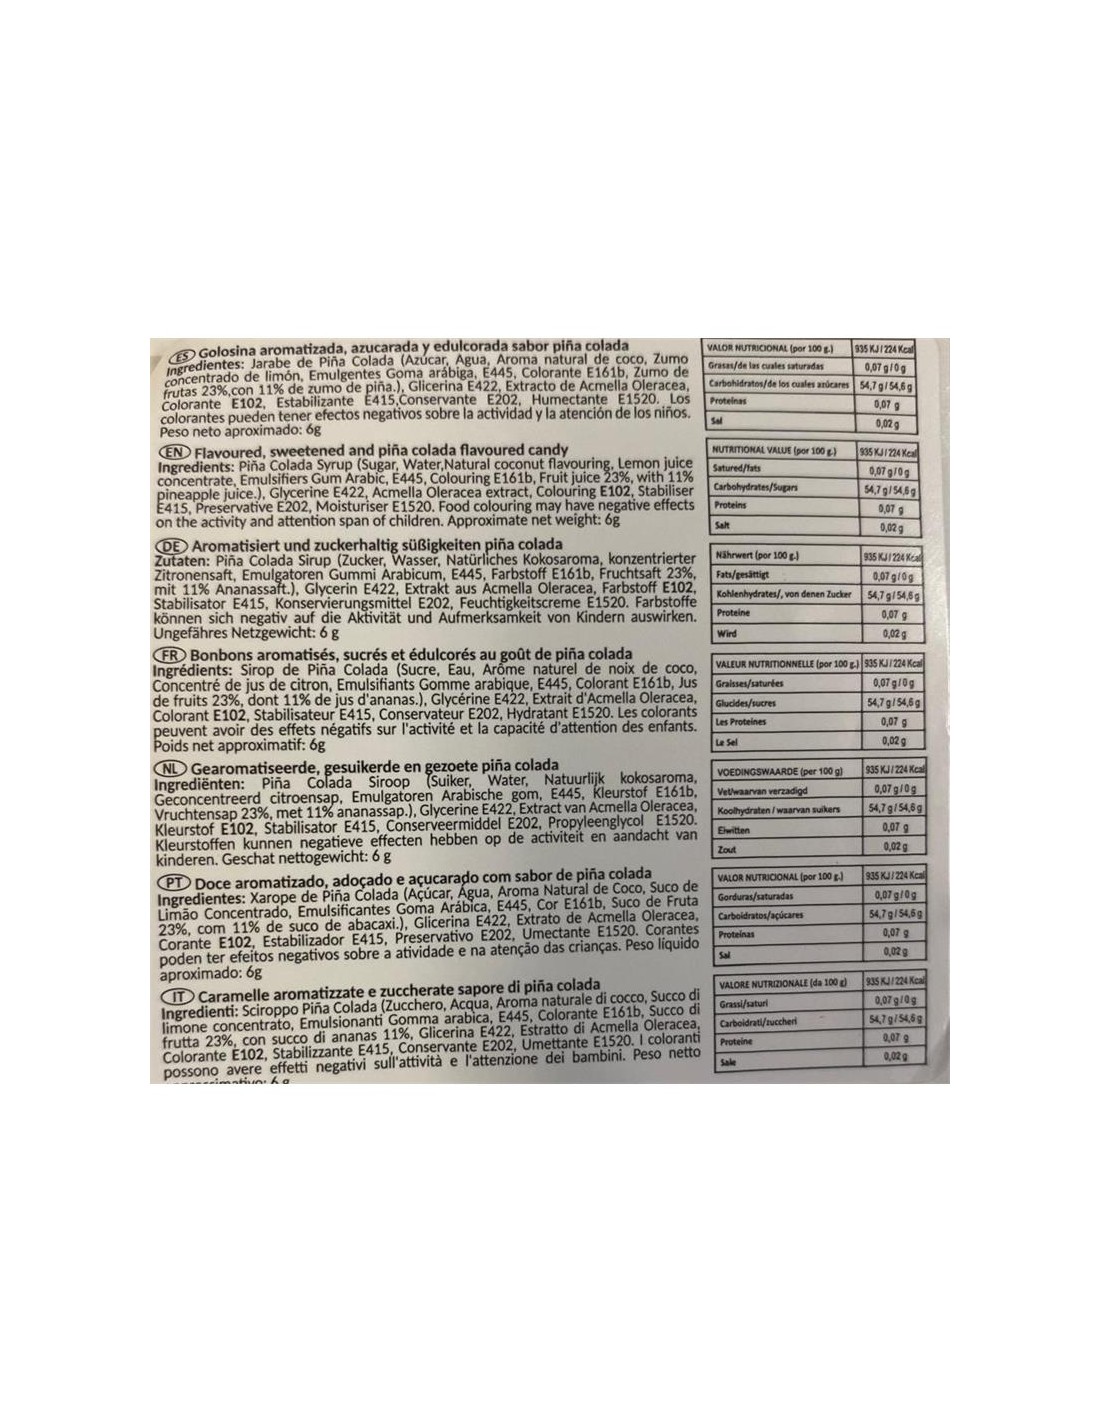 ES Golosina aromatizada, azucarada y edulcorada sabor piña colada
Ingredientes: Jarabe de Piña Colada (Azúcar, Agua, Aroma natural de coco, Zumo
concentrado de limón, Emulgentes Goma arábiga, E445, Colorante E161b, Zumo de
frutas 23%,con 11% de zumo de piña.), Glicerina E422, Extracto de Acmella Oleracea,
Colorante E102, Estabilizante E415,Conservante E202, Humectante E1520. Los
colorantes pueden tener efectos negativos sobre la actividad y la atención de los niños.
Peso neto aproximado: 6g
VALOR NUTRICIONAL (por 100 g.) 935 KJ / 224 Kcal
Grasas/de las cuales saturadas 0,07 g / 0 g
Carbohidratos/de los cuales azúcares 54,7 g / 54,6 g
Proteínas 0,07 g
Sal 0,02 g
EN Flavoured, sweetened and piña colada flavoured candy
Ingredients: Piña Colada Syrup (Sugar, Water,Natural coconut flavouring, Lemon juice
concentrate, Emulsifiers Gum Arabic, E445, Colouring E161b, Fruit juice 23%, with 11%
pineapple juice.), Glycerine E422, Acmella Oleracea extract, Colouring E102, Stabiliser
E415, Preservative E202, Moisturiser E1520. Food colouring may have negative effects
on the activity and attention span of children. Approximate net weight: 6g
NUTRITIONAL VALUE (por 100 g.) 935 KJ / 224 Kcal
Satured/fats 0,07 g / 0 g
Carbohydrates/Sugars 54,7 g / 54,6 g
Proteins 0,07 g
Salt 0,02 g
DE Aromatisiert und zuckerhaltig süßigkeiten piña colada
Zutaten: Piña Colada Sirup (Zucker, Wasser, Natürliches Kokosaroma, konzentrierter
Zitronensaft, Emulgatoren Gummi Arabicum, E445, Farbstoff E161b, Fruchtsaft 23%,
mit 11% Ananassaft.), Glycerin E422, Extrakt aus Acmella Oleracea, Farbstoff E102,
Stabilisator E415, Konservierungsmittel E202, Feuchtigkeitscreme E1520. Farbstoffe
können sich negativ auf die Aktivität und Aufmerksamkeit von Kindern auswirken.
Ungefähres Netzgewicht: 6 g
Nährwert (por 100 g.) 935 KJ / 224 Kcal
Fats/gesättigt 0,07 g / 0 g
Kohlenhydrates/, von denen Zucker 54,7 g / 54,6 g
Proteine 0,07 g
Wird 0,02 g
FR Bonbons aromatisés, sucrés et édulcorés au goût de piña colada
Ingrédients: Sirop de Piña Colada (Sucre, Eau, Arôme naturel de noix de coco,
Concentré de jus de citron, Emulsifiants Gomme arabique, E445, Colorant E161b, Jus
de fruits 23%, dont 11% de jus d'ananas.), Glycérine E422, Extrait d'Acmella Oleracea,
Colorant E102, Stabilisateur E415, Conservateur E202, Hydratant E1520. Les colorants
peuvent avoir des effets négatifs sur l'activité et la capacité d'attention des enfants.
Poids net approximatif: 6g
VALEUR NUTRITIONNELLE (por 100 g.) 935 KJ / 224 Kcal
Graisses/saturées 0,07 g / 0 g
Glucides/sucres 54,7 g / 54,6 g
Les Proteines 0,07 g
Le Sel 0,02 g
NL Gearomatiseerde, gesuikerde en gezoete piña colada
Ingrediënten: Piña Colada Siroop (Suiker, Water, Natuurlijk kokosaroma,
Geconcentreerd citroensap, Emulgatoren Arabische gom, E445, Kleurstof E161b,
Vruchtensap 23%, met 11% ananassap.), Glycerine E422, Extract van Acmella Oleracea,
Kleurstof E102, Stabilisator E415, Conserveermiddel E202, Propyleenglycol E1520.
Kleurstoffen kunnen negatieve effecten hebben op de activiteit en aandacht van
kinderen. Geschat nettogewicht: 6 g
VOEDINGSWAARDE (per 100 g) 935 KJ / 224 Kcal
Vet/waarvan verzadigd 0,07 g / 0 g
Koolhydraten / waarvan suikers 54,7 g / 54,6 g
Eiwitten 0,07 g
Zout 0,02 g
PT Doce aromatizado, adoçado e açucarado com sabor de piña colada
Ingredientes: Xarope de Piña Colada (Açúcar, Água, Aroma Natural de Coco, Suco de
Limão Concentrado, Emulsificantes Goma Arábica, E445, Cor E161b, Suco de Fruta
23%, com 11% de suco de abacaxi.), Glicerina E422, Extrato de Acmella Oleracea,
Corante E102, Estabilizador E415, Preservativo E202, Umectante E1520. Corantes
poden ter efeitos negativos sobre a atividade e na atenção das crianças. Peso líquido
aproximado: 6g
VALOR NUTRICIONAL (por 100 g.) 935 KJ / 224 Kcal
Gorduras/saturadas 0,07 g / 0 g
Carboidratos/açúcares 54,7 g / 54,6 g
Proteínas 0,07 g
Sal 0,02 g
IT Caramelle aromatizzate e zuccherate sapore di piña colada
Ingredienti: Sciroppo Piña Colada (Zucchero, Acqua, Aroma naturale di cocco, Succo di
limone concentrato, Emulsionanti Gomma arabica, E445, Colorante E161b, Succo di
frutta 23%, con succo di ananas 11%, Glicerina E422, Estratto di Acmella Oleracea,
Colorante E102, Stabilizzante E415, Conservante E202, Umettante E1520. I coloranti
possono avere effetti negativi sull'attività e l'attenzione dei bambini. Peso netto
6 g
VALORE NUTRIZIONALE (da 100 g) 935 KJ / 224 Kcal
Grassi/saturi 0,07 g / 0 g
Carboidrati/zuccheri 54,7 g / 54,6 g
Proteine 0,07 g
Sale 0,02 g